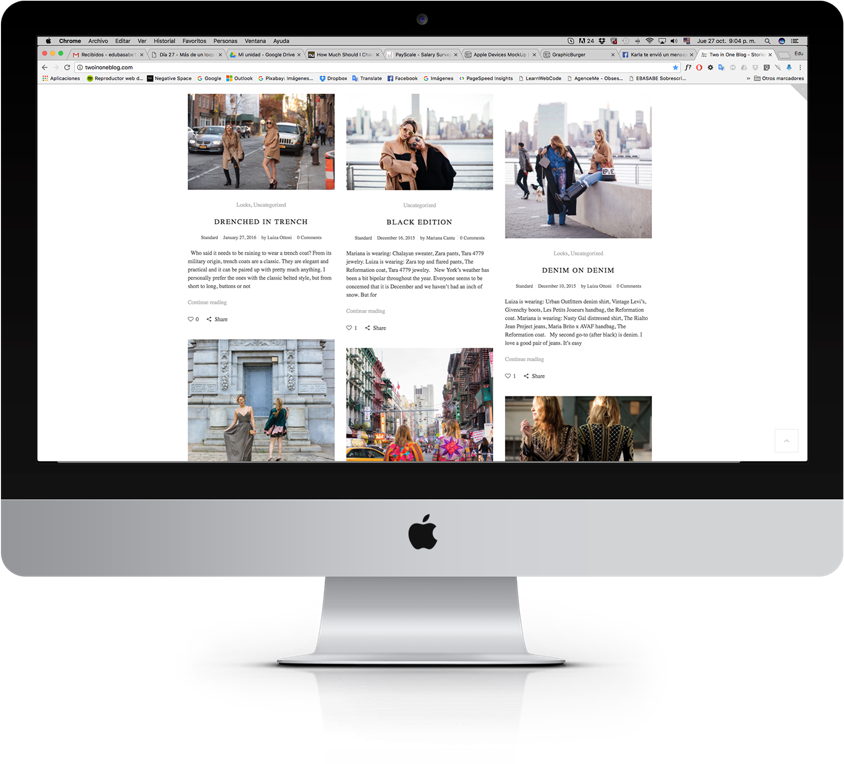 Chrome Archivo Editar Ver Historial Favoritos Personas Ventana Ayuda
24 Jue 27 oct. 9:04 p. m.
Recibidos - edubasabe Día 27 - Más de un loop Mi unidad - Google Drive How Much Should I Cha PayScale - Salary Surve Apple Devices MockUp GraphicBurger Karla te envió un mensa Two in One Blog - Storie Edu
twoinoneblog.com
Aplicaciones Reproductor web d... Negative Space Google Outlook Pixabay: Imágenes... Dropbox Translate Facebook Imágenes PageSpeed Insights LearnWebCode AgenceMe - Obses... EBASABE Sobrescri... » Otros marcadores
Looks, Uncategorized
DRENCHED IN TRENCH
Standard January 27, 2016 by Luiza Ottoni 0 Comments
Who said it needs to be raining to wear a trench coat? From its
military origin, trench coats are a classic. They are elegant and
practical and it can be paired up with pretty much anything. I
personally prefer the ones with the classic belted style, but from
short to long, buttons or not
Continue reading
0 Share
Uncategorized
BLACK EDITION
Standard December 16, 2015 by Mariana Costa 0 Comments
Mariana is wearing: Chalayan sweater, Zara pants, Tara 4779
jewelry. Luiza is wearing: Zara top and flared pants, The
Reformation coat, Tara 4779 jewelry. New York's weather has
been a bit bipolar throughout the year. Everyone seems to be
concerned that it is December and we haven't had an inch of
snow. But for
Continue reading
1 Share
Looks, Uncategorized
DENIM ON DENIM
Standard December 10, 2015 by Luiza Ottoni 0 Comments
Luiza is wearing: Urban Outfitters denim shirt, Vintage Levi's,
Givenchy boots, Les Petits Joueurs handbag, the Reformation
coat. Mariana is wearing: Nasty Gal distressed shirt, The Rialto
Jean Project jeans, Maria Brito x AVAF handbag, The
Reformation coat. My second go-to (after black) is denim. I
love a good pair of jeans. It's easy
Continue reading
1 Share